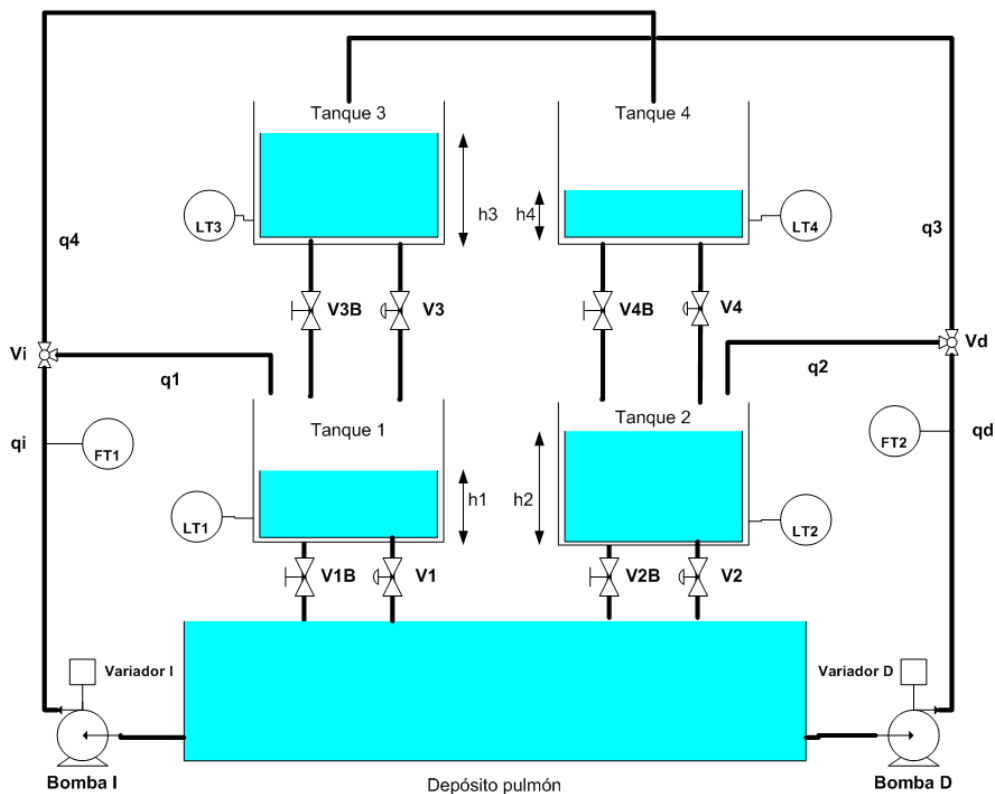 Tanque 3
Tanque 4
LT3
h3
h4
LT4
q4
q3
V3B
V3
V4B
V4
Vi
q1
q2
Vd
Tanque 1
Tanque 2
qi
FT1
FT2
qd
LT1
h1
h2
LT2
V1B
V1
V2B
V2
Variador I
Variador D
Bomba I
Depósito pulmón
Bomba D